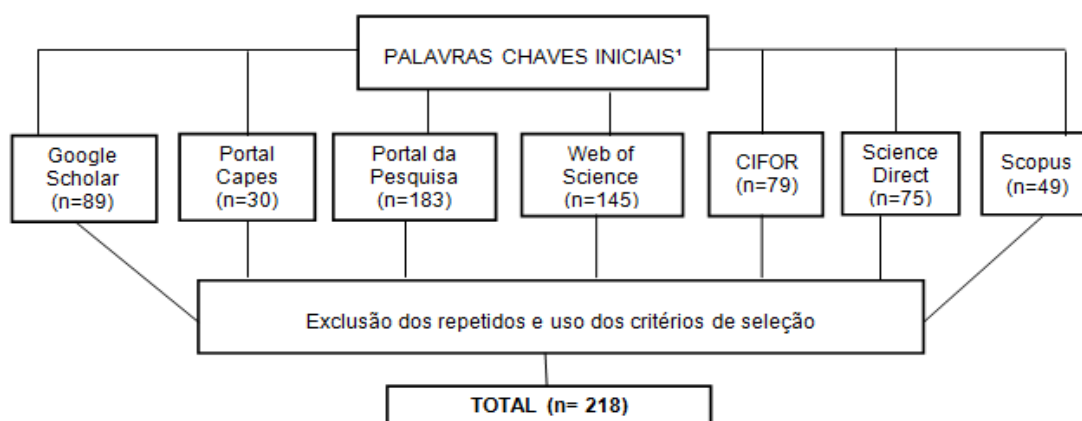 PALAVRAS CHAVES INICIAIS¹
Google
Scholar
(n=89)
Portal
Capes
(n=30)
Portal da
Pesquisa
(n=183)
Web of
Science
(n=145)
CIFOR
(n=79)
Science
Direct
(n=75)
Scopus
(n=49)
Exclusão dos repetidos e uso dos critérios de seleção
TOTAL (n= 218)